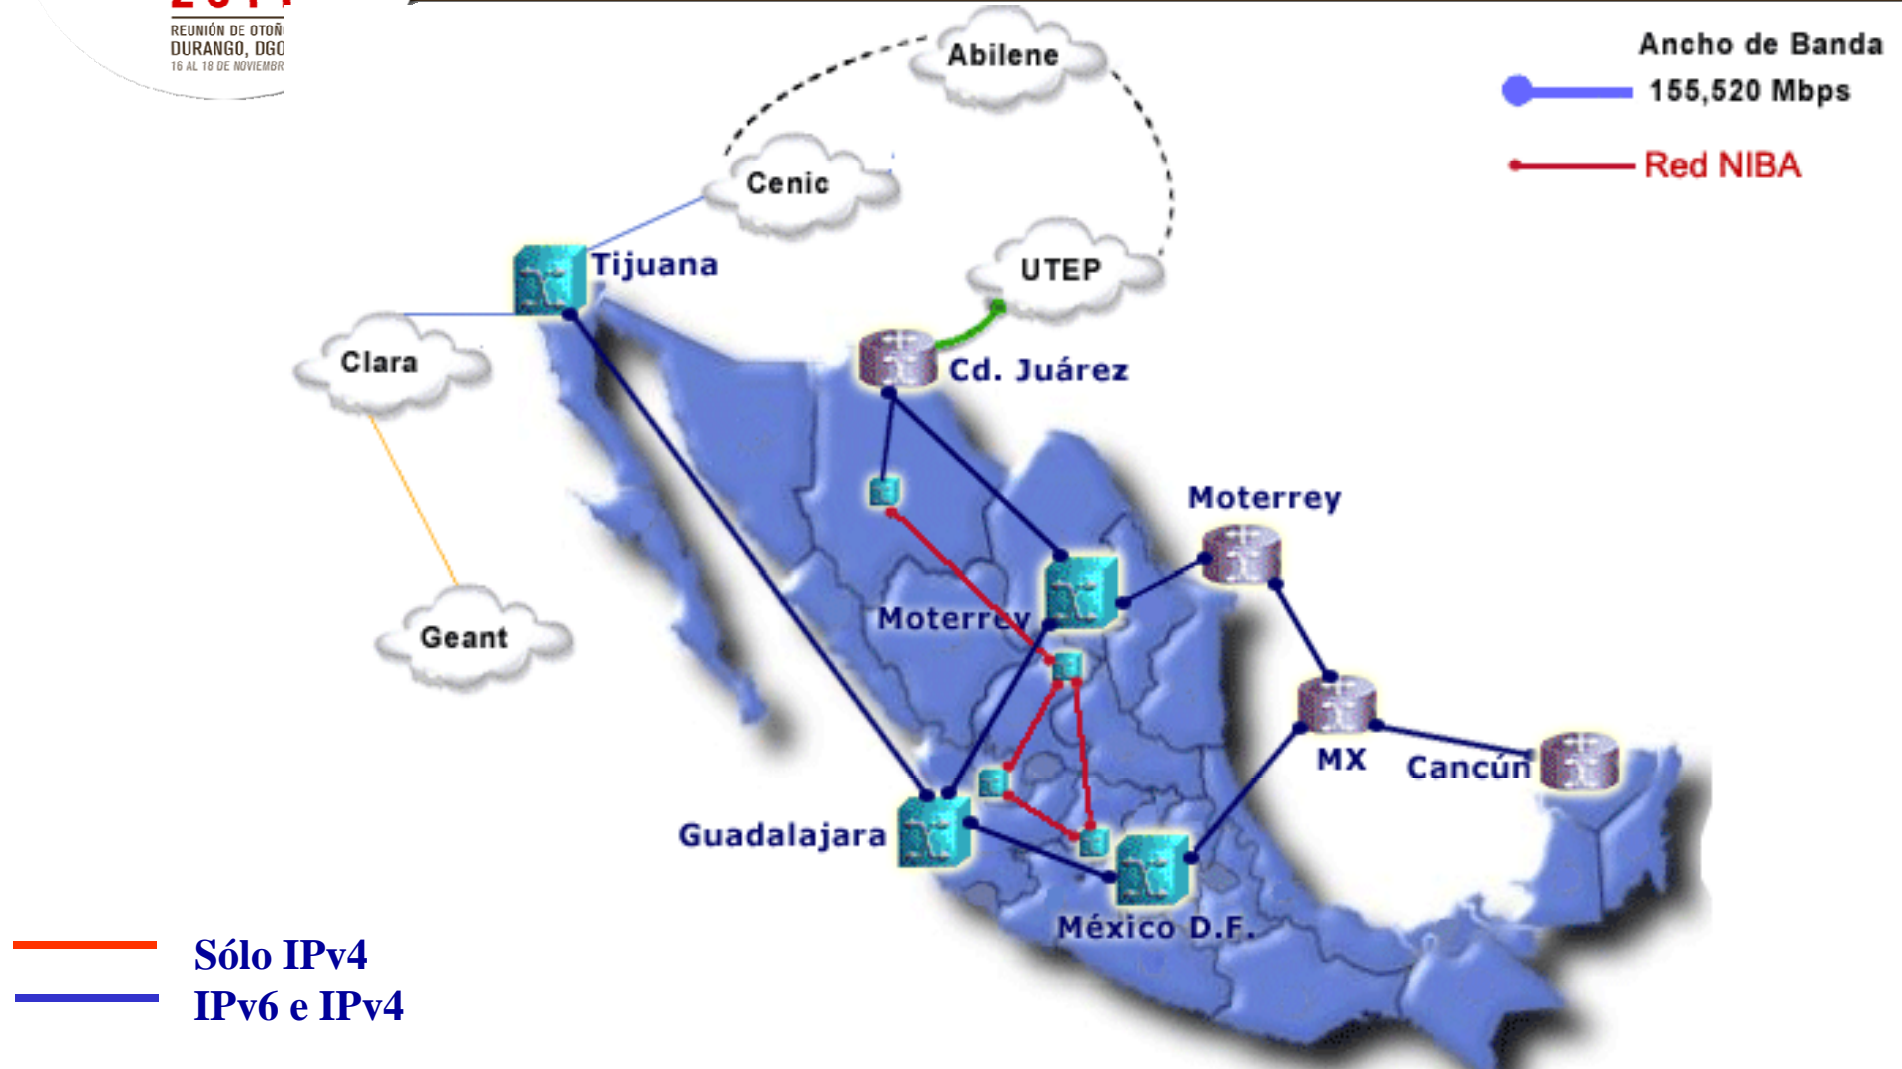 REUNIÓN DE OTOÑ
DURANGO, DGO
16 AL 18 DE NOVIEMBR
Abilene
Ancho de Banda
155,520 Mbps
Red NIBA
Cenic
Tijuana
UTEP
Clara
Cd. Juárez
Moterrey
Moterrey
Geant
MX
Cancún
Guadalajara
México D.F.
Sólo IPv4
IPv6 e IPv4